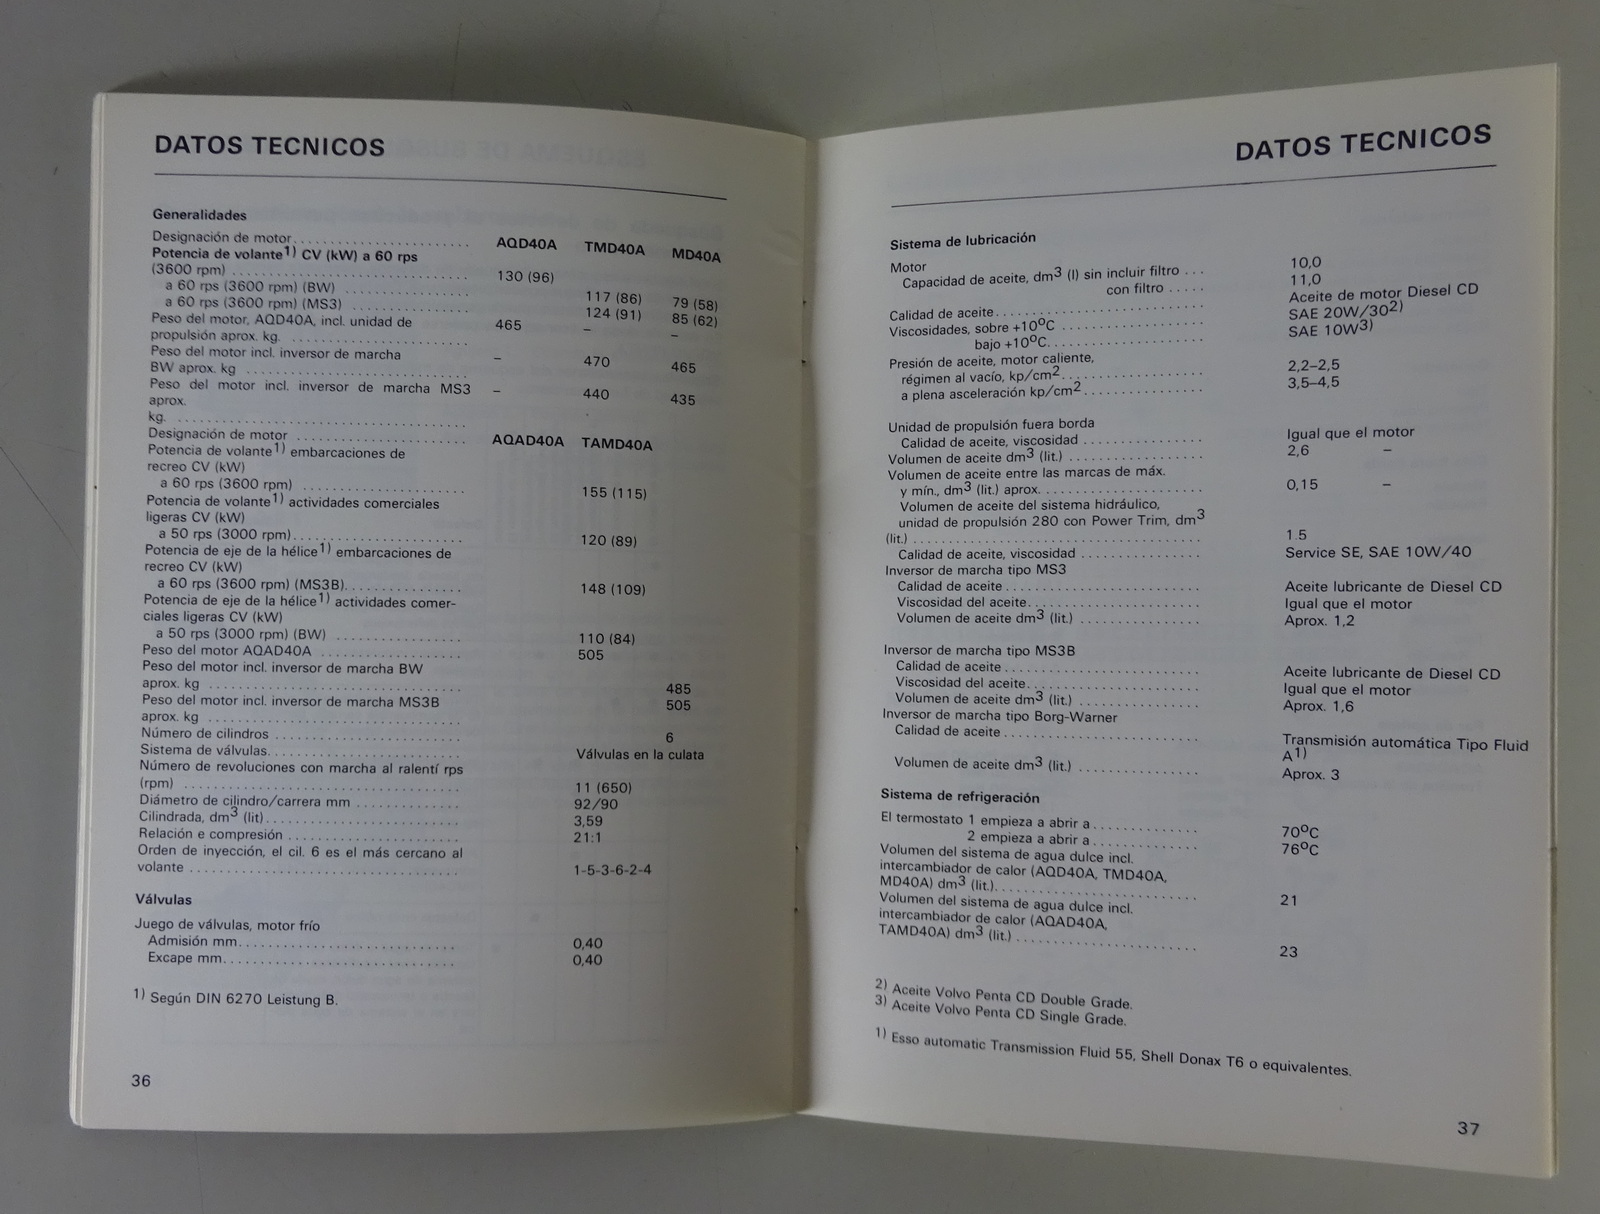 DATOS TECNICOS
Generalidades
Designación de motor AQD40A TMD40A MD40A
Potencia de volante1) CV (kW) a 60 rps
(3600 rpm) 130 (96)
a 60 rps (3600 rpm) (BW) 117 (86) 79 (58)
a 60 rps (3600 rpm) (MS3) 124 (91) 85 (62)
Peso del motor, AQD40A, incl. unidad de 465 – –
propulsión aprox. kg.
Peso del motor incl. inversor de marcha – 470 465
BW aprox. kg
Peso del motor incl. inversor de marcha MS3 – 440 435
aprox.
kg.
Designación de motor AQAD40A TAMD40A
Potencia de volante1) embarcaciones de
recreo CV (kW)
a 60 rps (3600 rpm) 155 (115)
Potencia de volante1) actividades comerciales
ligeras CV (kW)
a 50 rps (3000 rpm) 120 (89)
Potencia de eje de la hélice1) embarcaciones de
recreo CV (kW)
a 60 rps (3600 rpm) (MS3B) 148 (109)
Potencia de eje de la hélice1) actividades comer-
ciales ligeras CV (kW)
a 50 rps (3000 rpm) (BW) 110 (84)
Peso del motor AQAD40A 505
Peso del motor incl. inversor de marcha BW
aprox. kg 485
Peso del motor incl. inversor de marcha MS3B 505
aprox. kg
Número de cilindros 6
Sistema de válvulas Válvulas en la culata
Número de revoluciones con marcha al ralentí rps
(rpm) 11 (650)
Diámetro de cilindro/carrera mm 92/90
Cilindrada, dm3 (lit) 3,59
Relación e compresión 21:1
Orden de inyección, el cil. 6 es el más cercano al
volante 1-5-3-6-2-4
Válvulas
Juego de válvulas, motor frío
Admisión mm 0,40
Excape mm 0,40
1) Según DIN 6270 Leistung B.
36
DATOS TECNICOS
Sistema de lubricación
Motor
Capacidad de aceite, dm3 (l) sin incluir filtro 10,0
con filtro 11,0
Calidad de aceite Aceite de motor Diesel CD
Viscosidades, sobre +10°C SAE 20W/302)
bajo +10°C SAE 10W3)
Presión de aceite, motor caliente,
régimen al vacío, kp/cm2 2,2–2,5
a plena asceleración kp/cm2 3,5–4,5
Unidad de propulsión fuera borda
Calidad de aceite, viscosidad Igual que el motor
Volumen de aceite dm3 (lit.) 2,6 –
Volumen de aceite entre las marcas de máx.
y mín., dm3 (lit.) aprox. 0,15 –
Volumen de aceite del sistema hidráulico,
unidad de propulsión 280 con Power Trim, dm3
(lit.) 1.5
Calidad de aceite, viscosidad Service SE, SAE 10W/40
Inversor de marcha tipo MS3
Calidad de aceite Aceite lubricante de Diesel CD
Viscosidad del aceite Igual que el motor
Volumen de aceite dm3 (lit.) Aprox. 1,2
Inversor de marcha tipo MS3B
Calidad de aceite Aceite lubricante de Diesel CD
Viscosidad del aceite Igual que el motor
Volumen de aceite dm3 (lit.) Aprox. 1,6
Inversor de marcha tipo Borg-Warner
Calidad de aceite Transmisión automática Tipo Fluid
A1)
Volumen de aceite dm3 (lit.) Aprox. 3
Sistema de refrigeración
El termostato 1 empieza a abrir a 70°C
2 empieza a abrir a 76°C
Volumen del sistema de agua dulce incl.
intercambiador de calor (AQD40A, TMD40A,
MD40A) dm3 (lit.) 21
Volumen del sistema de agua dulce incl.
intercambiador de calor (AQAD40A,
TAMD40A) dm3 (lit.) 23
2) Aceite Volvo Penta CD Double Grade.
3) Aceite Volvo Penta CD Single Grade.
1) Esso automatic Transmission Fluid 55, Shell Donax T6 o equivalentes.
37